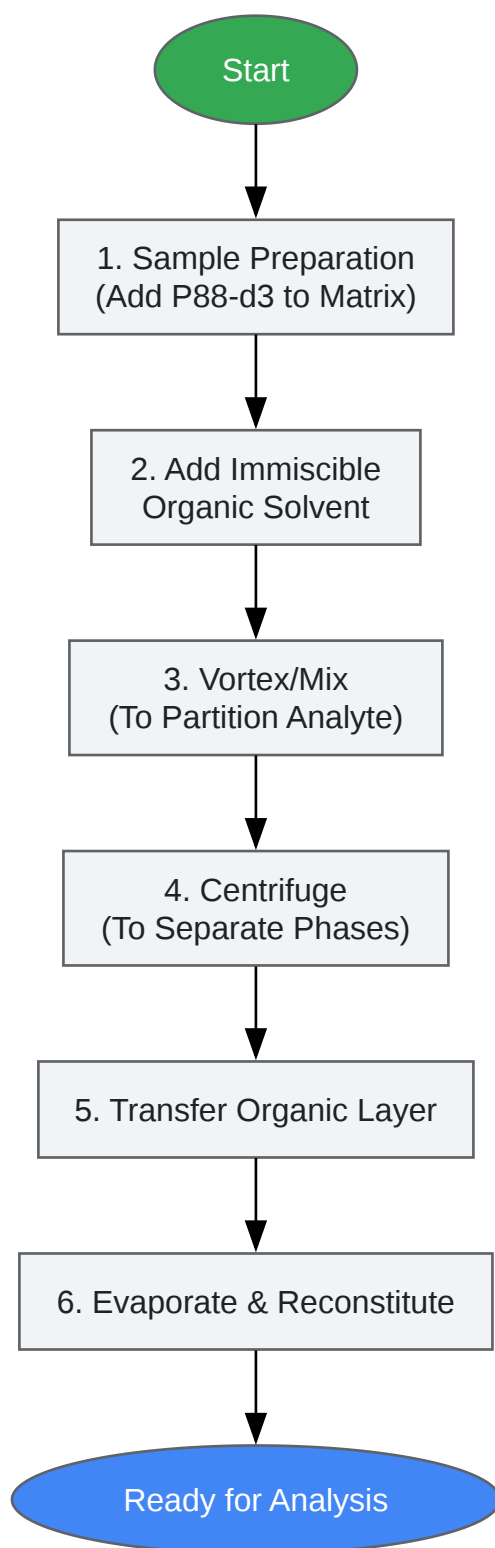 Start
1. Sample Preparation
(Add P88-d3 to Matrix)
2. Add Immiscible
Organic Solvent
3. Vortex/Mix
(To Partition Analyte)
4. Centrifuge
(To Separate Phases)
5. Transfer Organic Layer
6. Evaporate & Reconstitute
Ready for Analysis